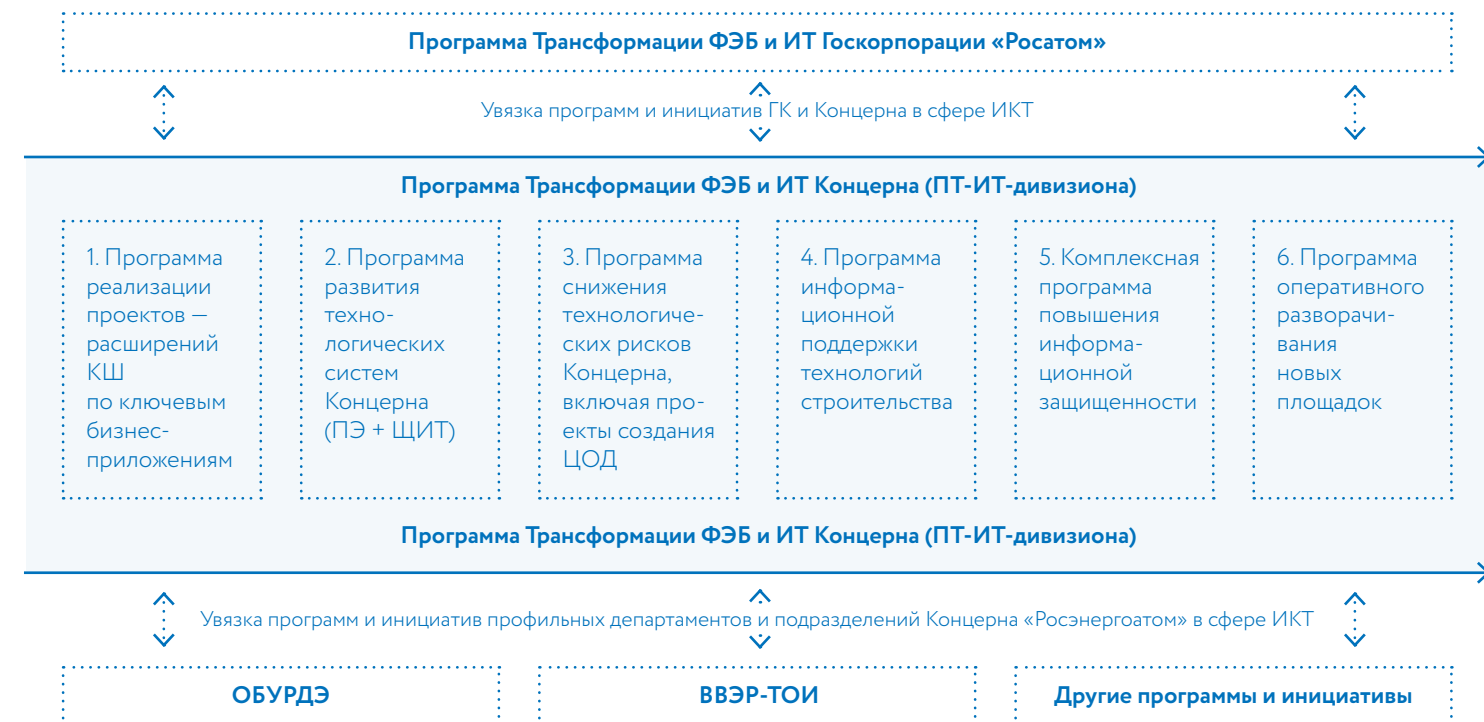 Программа Трансформации ФЭБ и ИТ Госкорпорации «Росатом»
Увязка программ и инициатив ГК и Концерна в сфере ИКТ
Программа Трансформации ФЭБ и ИТ Концерна (ПТ-ИТ-дивизиона)
1. Программа
реализации
проектов —
расширений
КШ
по ключевым
бизнес-
приложениям
2. Программа
развития
техно-
логических
систем
Концерна
(ПЭ + ЩИТ)
3. Программа
снижения
технологиче-
ских рисков
Концерна,
включая про-
екты создания
ЦОД
4. Программа
информа-
ционной
поддержки
технологий
строительства
5. Комплексная
программа
повышения
информа-
ционной
защищенности
6. Программа
оперативного
разворачи-
вания
новых
площадок
Программа Трансформации ФЭБ и ИТ Концерна (ПТ-ИТ-дивизиона)
Увязка программ и инициатив профильных департаментов и подразделений Концерна «Росэнергоатом» в сфере ИКТ
ОБУРДЭ
ВВЭР-ТОИ
Другие программы и инициативы